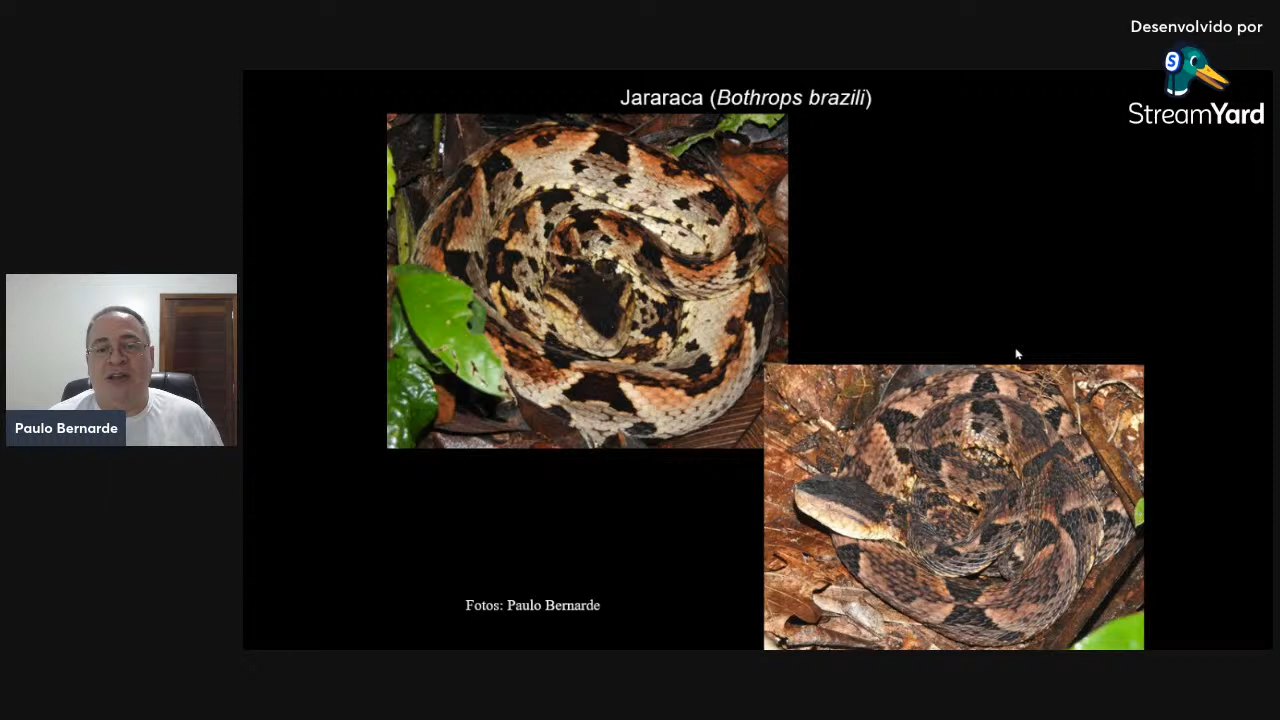 Desenvolvido por
S
StreamYard
Jararaca (Bothrops brazili)
Paulo Bernarde
Fotos: Paulo Bernarde